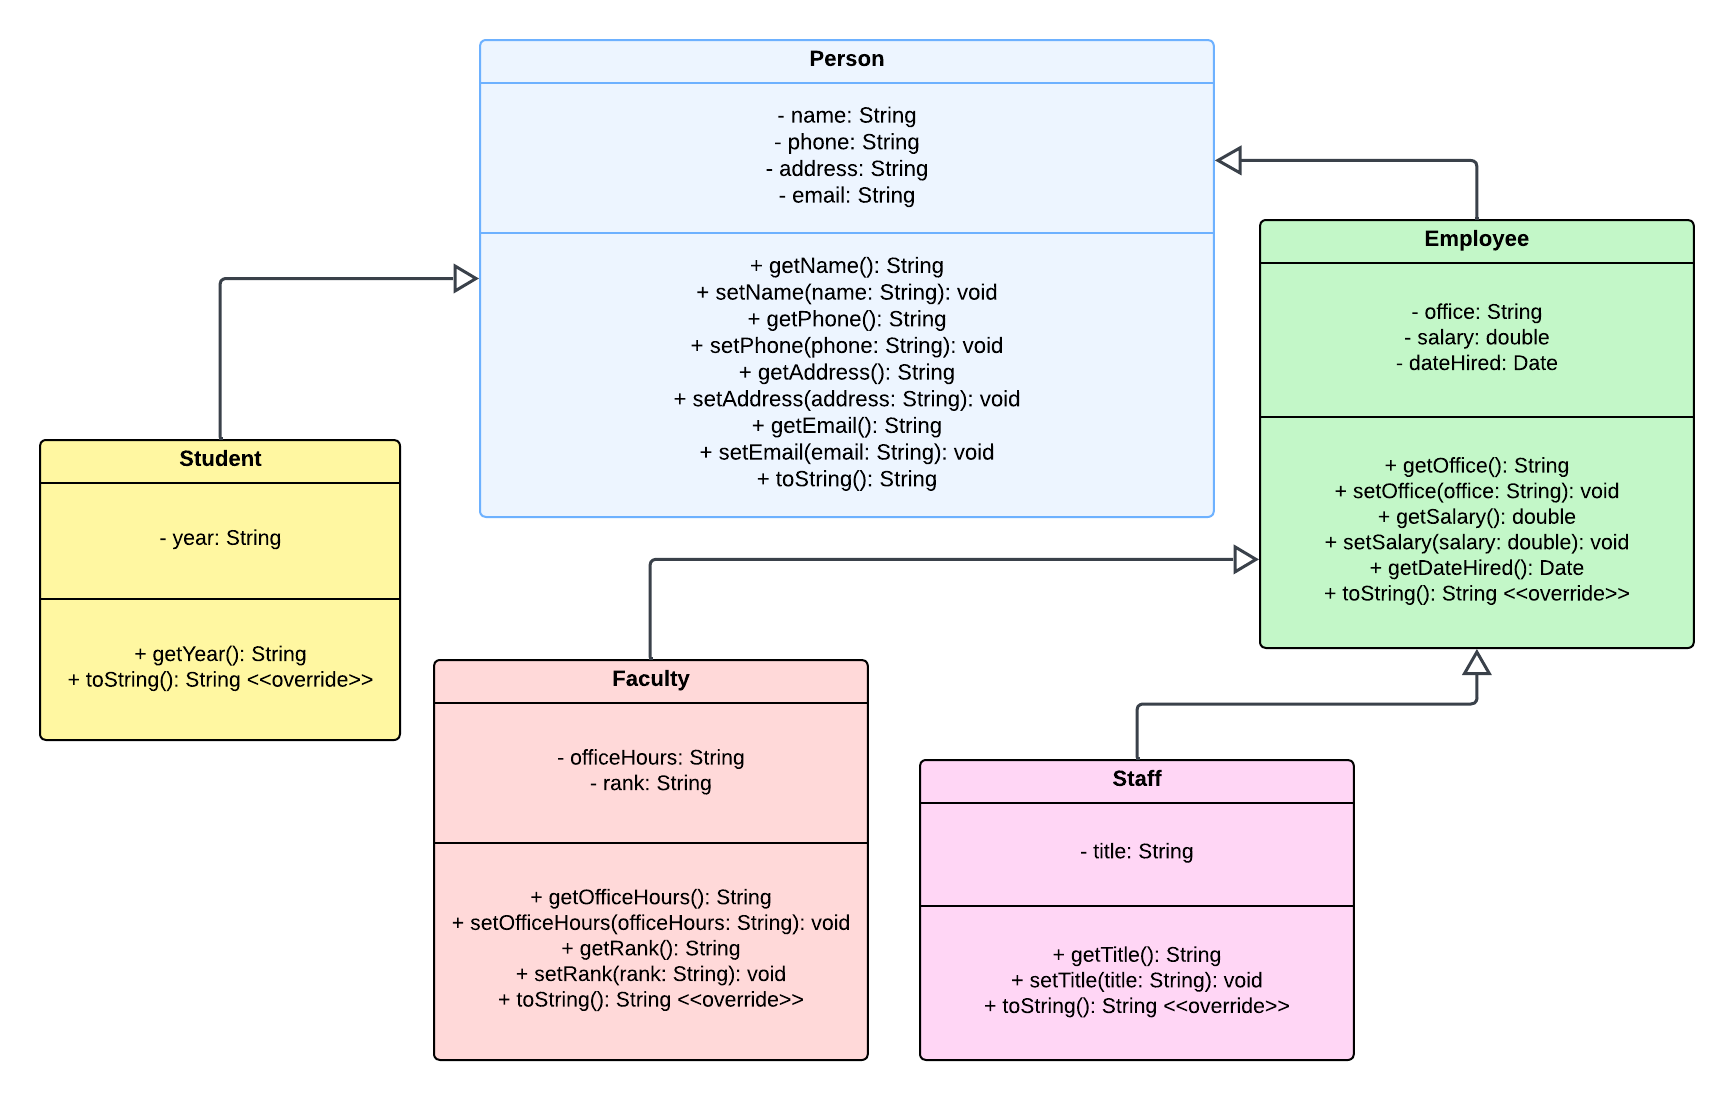 Person
- name: String
- phone: String
- address: String
- email: String
+ getName(): String
+ setName(name: String): void
+ getPhone(): String
+ setPhone(phone: String): void
+ getAddress(): String
+ setAddress(address: String): void
+ getEmail(): String
+ setEmail(email: String): void
+ toString(): String
Employee
- office: String
- salary: double
- dateHired: Date
+ getOffice(): String
+ setOffice(office: String): void
+ getSalary(): double
+ setSalary(salary: double): void
+ getDateHired(): Date
+ toString(): String <<override>>
Student
- year: String
+ getYear(): String
+ toString(): String <<override>>
Faculty
- officeHours: String
- rank: String
+ getOfficeHours(): String
+ setOfficeHours(officeHours: String): void
+ getRank(): String
+ setRank(rank: String): void
+ toString(): String <<override>>
Staff
- title: String
+ getTitle(): String
+ setTitle(title: String): void
+ toString(): String <<override>>